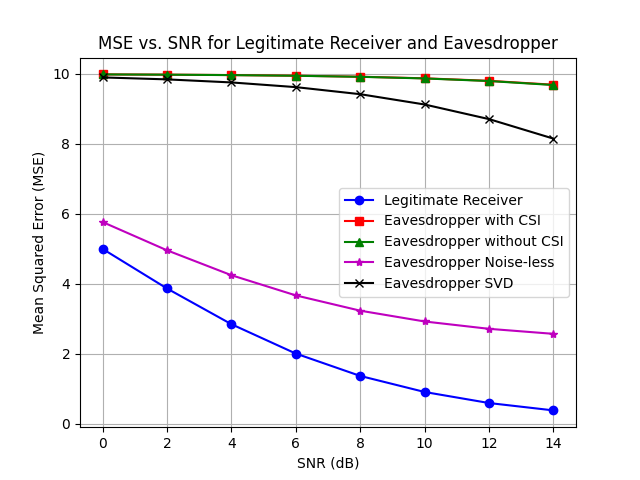 MSE vs. SNR for Legitimate Receiver and Eavesdropper
Mean Squared Error (MSE)
10
8
6
4
2
0
Legitimate Receiver
Eavesdropper with CSI
Eavesdropper without CSI
Eavesdropper Noise-less
Eavesdropper SVD
0 2 4 6 8 10 12 14
SNR (dB)